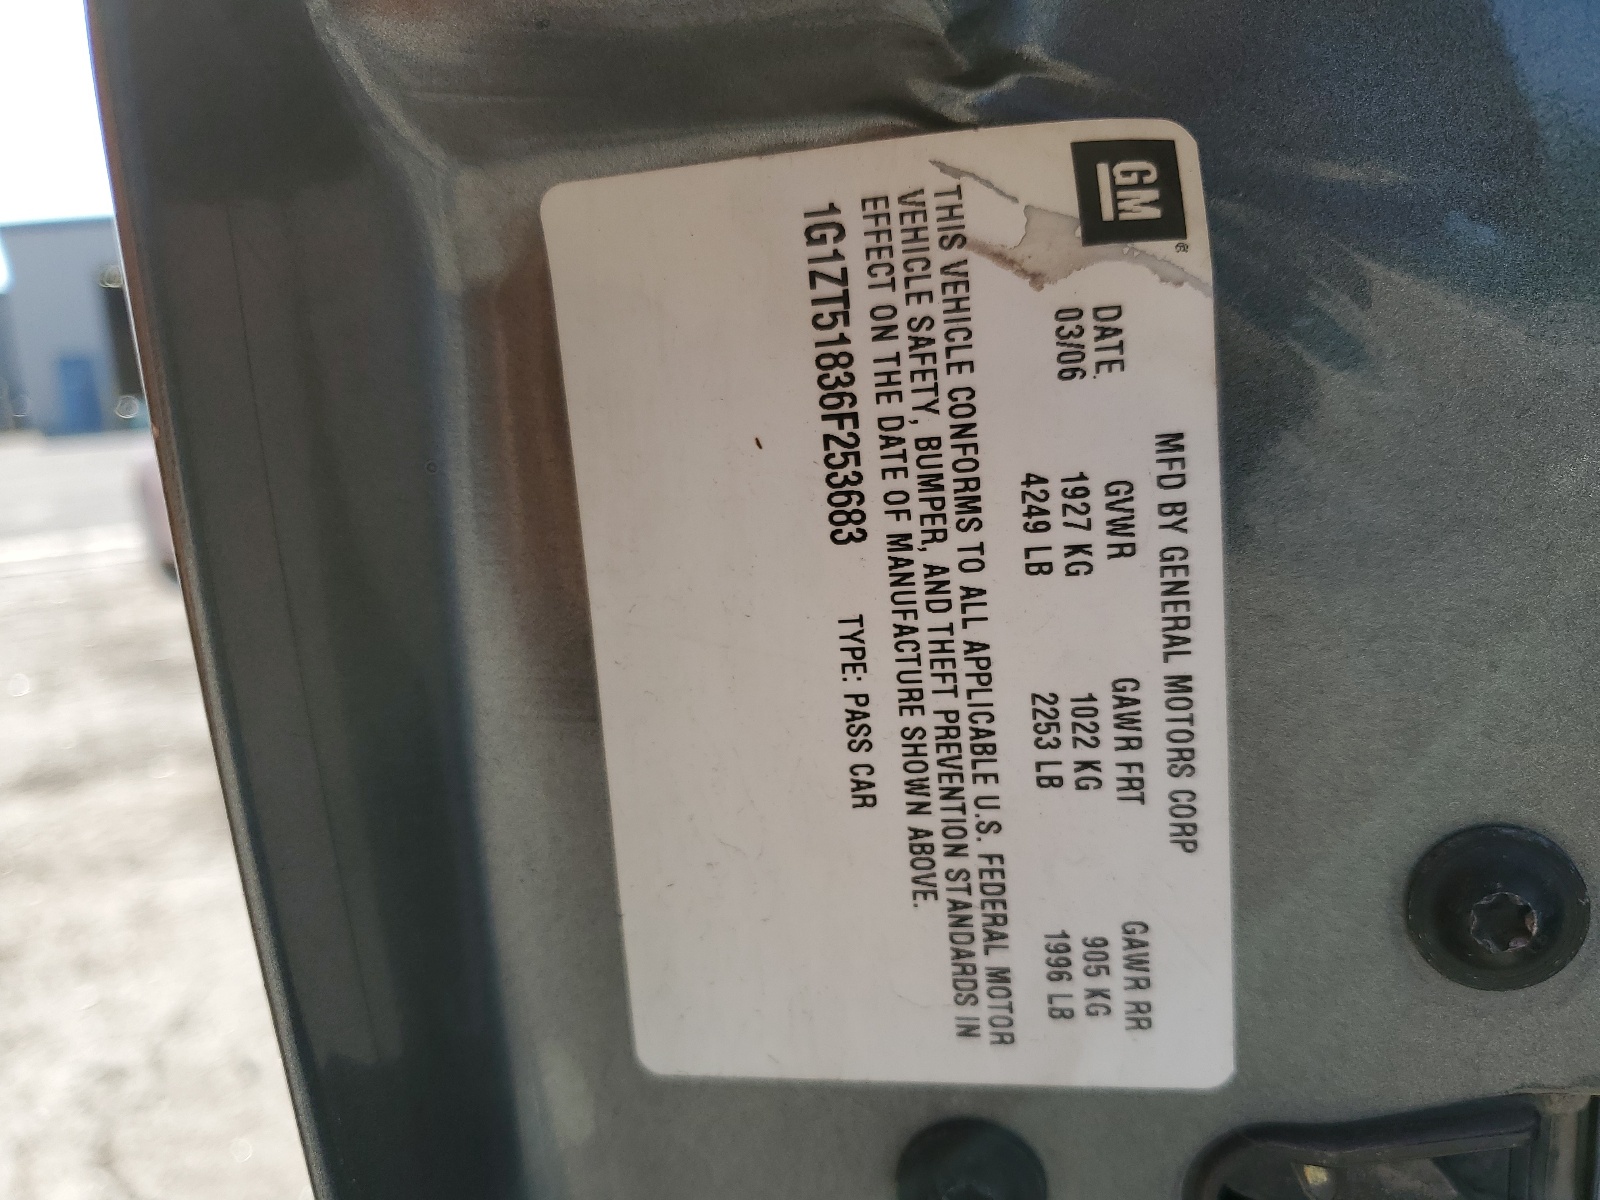 GM®
MFD BY GENERAL MOTORS CORP
DATE GVWR GAWR FRT GAWR RR
03/06 1927 KG 1022 KG 905 KG
4249 LB 2253 LB 1996 LB
THIS VEHICLE CONFORMS TO ALL APPLICABLE U.S. FEDERAL MOTOR
VEHICLE SAFETY, BUMPER, AND THEFT PREVENTION STANDARDS IN
EFFECT ON THE DATE OF MANUFACTURE SHOWN ABOVE.
1G1ZT51836F253683 TYPE: PASS CAR